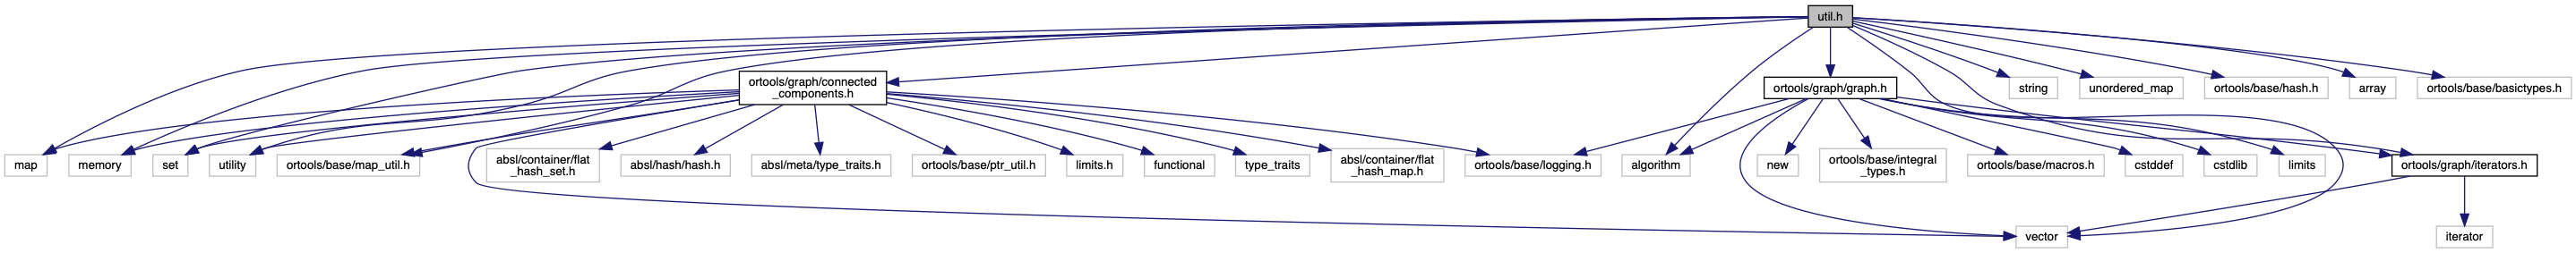 util.h
ortools/graph/connected
_components.h
ortools/graph/graph.h
string
unordered_map
ortools/base/hash.h
array
ortools/base/basictypes.h
map
memory
set
utility
ortools/base/map_util.h
absl/container/flat
_hash_set.h
absl/hash/hash.h
absl/meta/type_traits.h
ortools/base/ptr_util.h
limits.h
functional
type_traits
absl/container/flat
_hash_map.h
ortools/base/logging.h
algorithm
new
ortools/base/integral
_types.h
ortools/base/macros.h
cstddef
cstdlib
limits
ortools/graph/iterators.h
vector
iterator